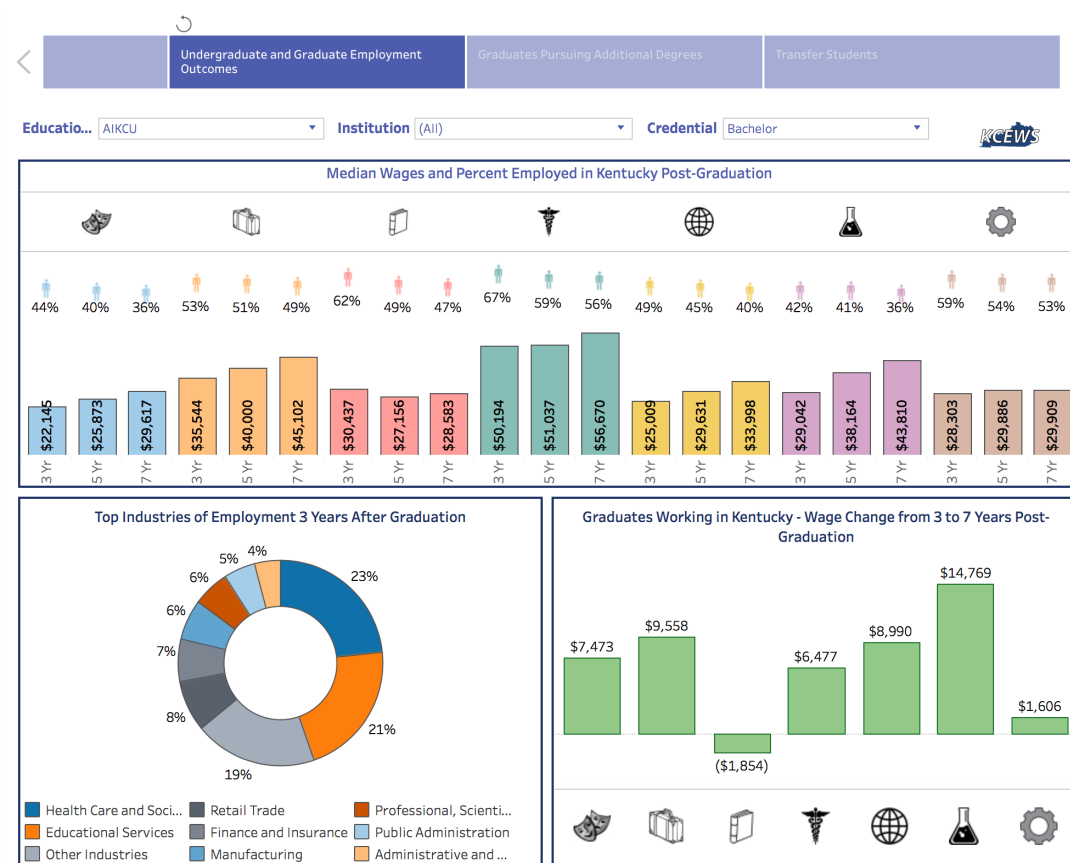 Undergraduate and Graduate Employment
Outcomes
Graduates Pursuing Additional Degrees
Transfer Students
Educatio... AIKCU Institution (All) Credential Bachelor
KCEWS
Median Wages and Percent Employed in Kentucky Post-Graduation
44% 40% 36% 53% 51% 49% 62% 49% 47% 67% 59% 56% 49% 45% 40% 42% 41% 36% 59% 54% 53%
$22,145 $25,873 $29,617 $35,544 $40,000 $45,102 $30,437 $27,156 $28,583 $50,194 $51,037 $56,670 $25,009 $29,631 $33,998 $29,042 $38,164 $43,810 $28,303 $29,886 $29,909
3 Yr 5 Yr 7 Yr 3 Yr 5 Yr 7 Yr 3 Yr 5 Yr 7 Yr 3 Yr 5 Yr 7 Yr 3 Yr 5 Yr 7 Yr 3 Yr 5 Yr 7 Yr 3 Yr 5 Yr 7 Yr
Top Industries of Employment 3 Years After Graduation
4%
5%
23%
6%
6%
7%
8%
21%
19%
Health Care and Soci... Retail Trade Professional, Scienti...
Educational Services Finance and Insurance Public Administration
Other Industries Manufacturing Administrative and ...
Graduates Working in Kentucky - Wage Change from 3 to 7 Years Post-
Graduation
$14,769
$9,558
$8,990
$7,473
$6,477
$1,606
($1,854)